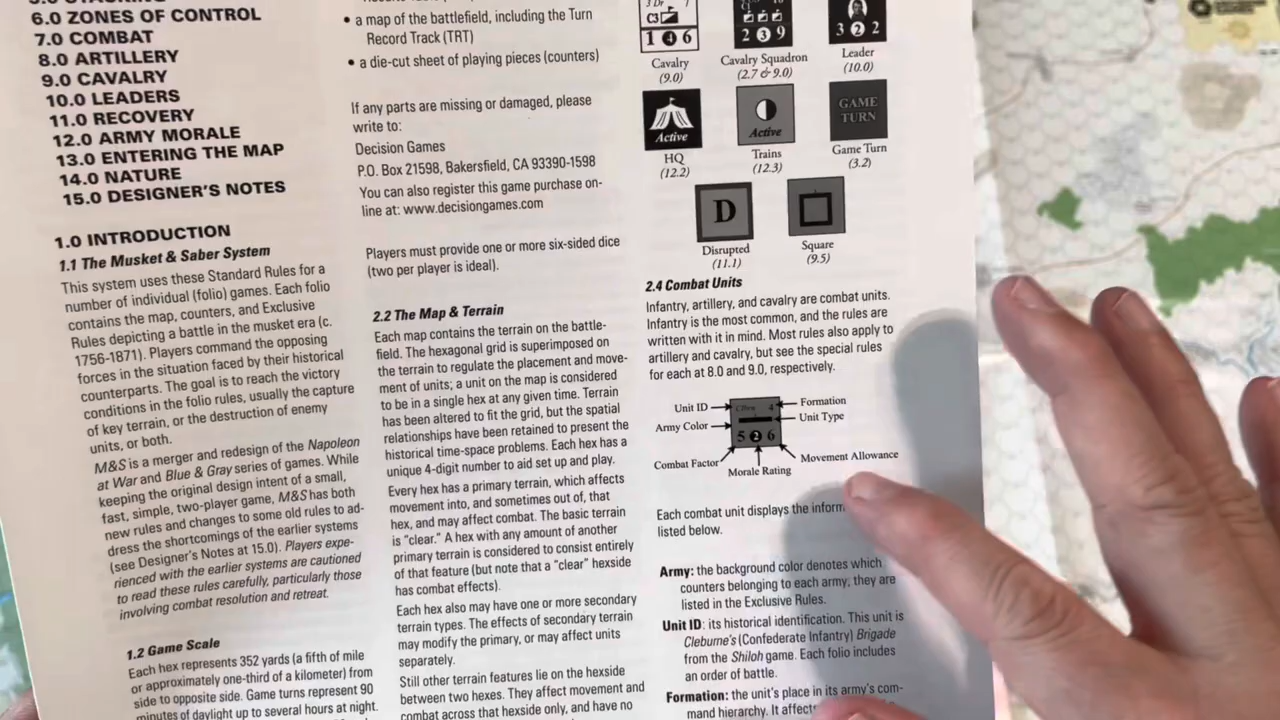 6.0 ZONES OF CONTROL
7.0 COMBAT
8.0 ARTILLERY
9.0 CAVALRY
10.0 LEADERS
11.0 RECOVERY
12.0 ARMY MORALE
13.0 ENTERING THE MAP
14.0 NATURE
15.0 DESIGNER'S NOTES
1.0 INTRODUCTION
1.1 The Musket & Saber System
This system uses these Standard Rules for a
number of individual (folio) games. Each folio
contains the map, counters, and Exclusive
Rules depicting a battle in the musket era (c.
1756-1871). Players command the opposing
forces in the situation faced by their historical
counterparts. The goal is to reach the victory
conditions in the folio rules, usually the capture
of key terrain, or the destruction of enemy
units, or both.
M&S is a merger and redesign of the Napoleon
at War and Blue & Gray series of games. While
keeping the original design intent of a small,
fast, simple, two-player game, M&S has both
new rules and changes to some old rules to ad-
dress the shortcomings of the earlier systems
(see Designer's Notes at 15.0). Players expe-
rienced with the earlier systems are cautioned
to read these rules carefully, particularly those
involving combat resolution and retreat.
1.2 Game Scale
Each hex represents 352 yards (a fifth of mile
or approximately one-third of a kilometer) from
side to opposite side. Game turns represent 90
minutes of daylight up to several hours at night.
• a map of the battlefield, including the Turn
Record Track (TRT)
• a die-cut sheet of playing pieces (counters)
If any parts are missing or damaged, please
write to:
Decision Games
P.O. Box 21598, Bakersfield, CA 93390-1598
You can also register this game purchase on-
line at: www.decisiongames.com
Players must provide one or more six-sided dice
(two per player is ideal).
2.2 The Map & Terrain
Each map contains the terrain on the battle-
field. The hexagonal grid is superimposed on
the terrain to regulate the placement and move-
ment of units; a unit on the map is considered
to be in a single hex at any given time. Terrain
has been altered to fit the grid, but the spatial
relationships have been retained to present the
historical time-space problems. Each hex has a
unique 4-digit number to aid set up and play.
Every hex has a primary terrain, which affects
movement into, and sometimes out of, that
hex, and may affect combat. The basic terrain
is "clear." A hex with any amount of another
primary terrain is considered to consist entirely
of that feature (but note that a "clear" hexside
has combat effects).
Each hex also may have one or more secondary
terrain types. The effects of secondary terrain
may modify the primary, or may affect units
separately.
Still other terrain features lie on the hexside
between two hexes. They affect movement and
combat across that hexside only, and have no
C3
1 4 6
2 3 9
3 2 2
Cavalry
(9.0)
Cavalry Squadron
(2.7 & 9.0)
Leader
(10.0)
Active
Active
GAME
TURN
HQ
(12.2)
Trains
(12.3)
Game Turn
(3.2)
D
Disrupted
(11.1)
Square
(9.5)
2.4 Combat Units
Infantry, artillery, and cavalry are combat units.
Infantry is the most common, and the rules are
written with it in mind. Most rules also apply to
artillery and cavalry, but see the special rules
for each at 8.0 and 9.0, respectively.
Unit ID
Formation
Army Color
Unit Type
4
5 2 6
Combat Factor
Morale Rating
Movement Allowance
Each combat unit displays the
listed below.
Army: the background color denotes which
counters belonging to each army; they are
listed in the Exclusive Rules.
Unit ID: its historical identification. This unit is
Cleburne's (Confederate Infantry) Brigade
from the Shiloh game. Each folio includes
an order of battle.
Formation: the unit's place in its army's com-
mand hierarchy. It